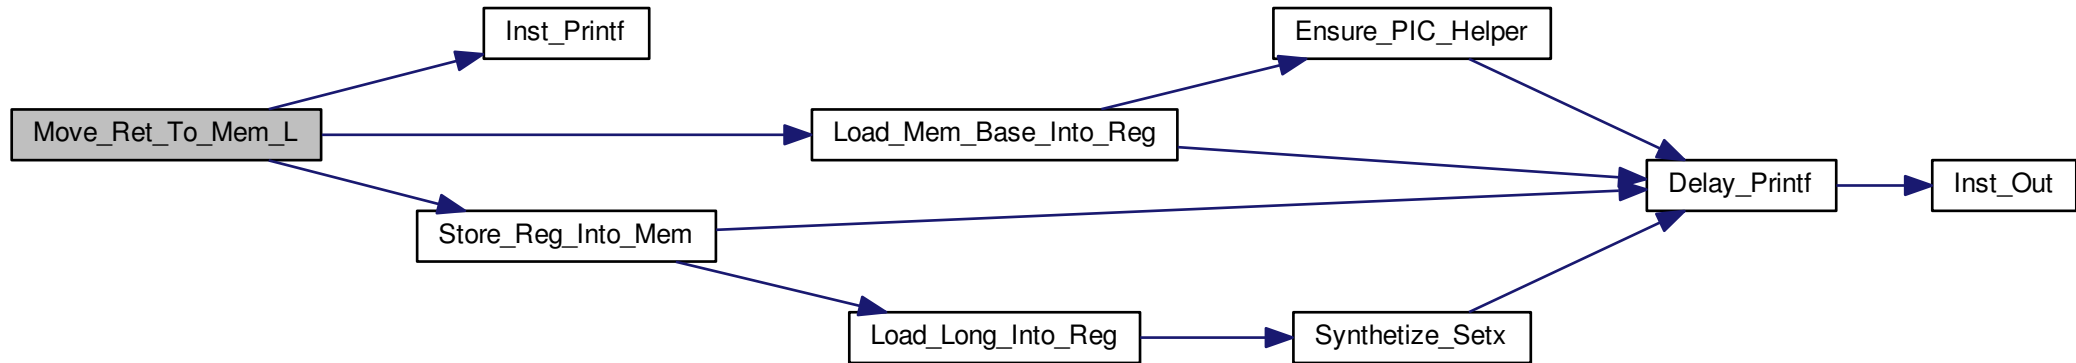 Inst_Printf
Ensure_PIC_Helper
Move_Ret_To_Mem_L
Load_Mem_Base_Into_Reg
Delay_Printf
Inst_Out
Store_Reg_Into_Mem
Load_Long_Into_Reg
Synthetize_Setx